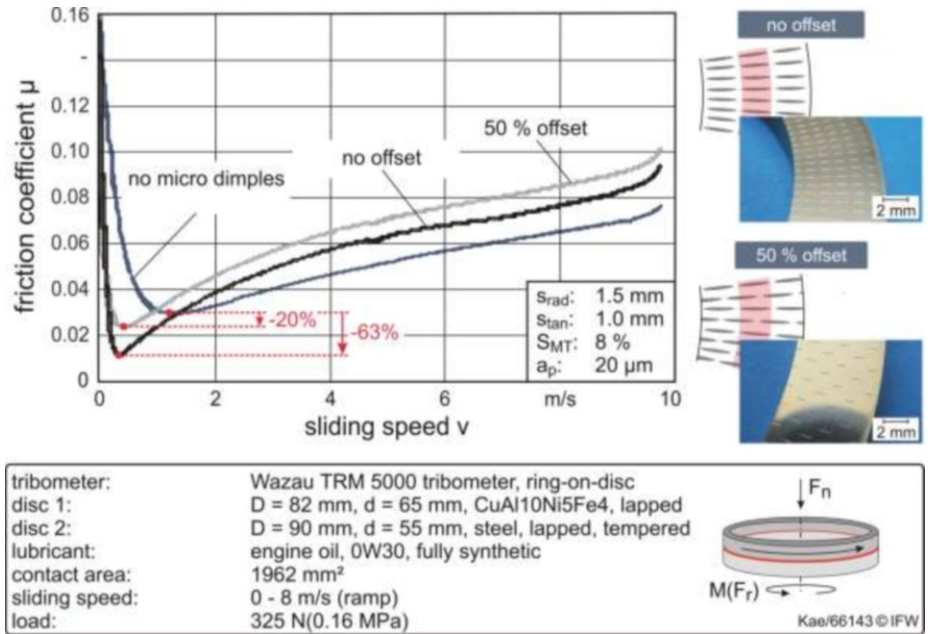 0.16
-
0.12
0.10
0.08
0.06
0.04
0.02
0
friction coefficient μ
no micro dimples
no offset
50 % offset
-20%
-63%
s_rad: 1.5 mm
s_tan: 1.0 mm
S_MT: 8 %
a_p: 20 μm
0 2 4 6 m/s 10
sliding speed v
no offset
2 mm
50 % offset
2 mm
tribometer: Wazau TRM 5000 tribometer, ring-on-disc
disc 1: D = 82 mm, d = 65 mm, CuAl10Ni5Fe4, lapped
disc 2: D = 90 mm, d = 55 mm, steel, lapped, tempered
lubricant: engine oil, 0W30, fully synthetic
contact area: 1962 mm²
sliding speed: 0 - 8 m/s (ramp)
load: 325 N(0.16 MPa)
F_n
M(F_r)
Kae/66143 © IFW